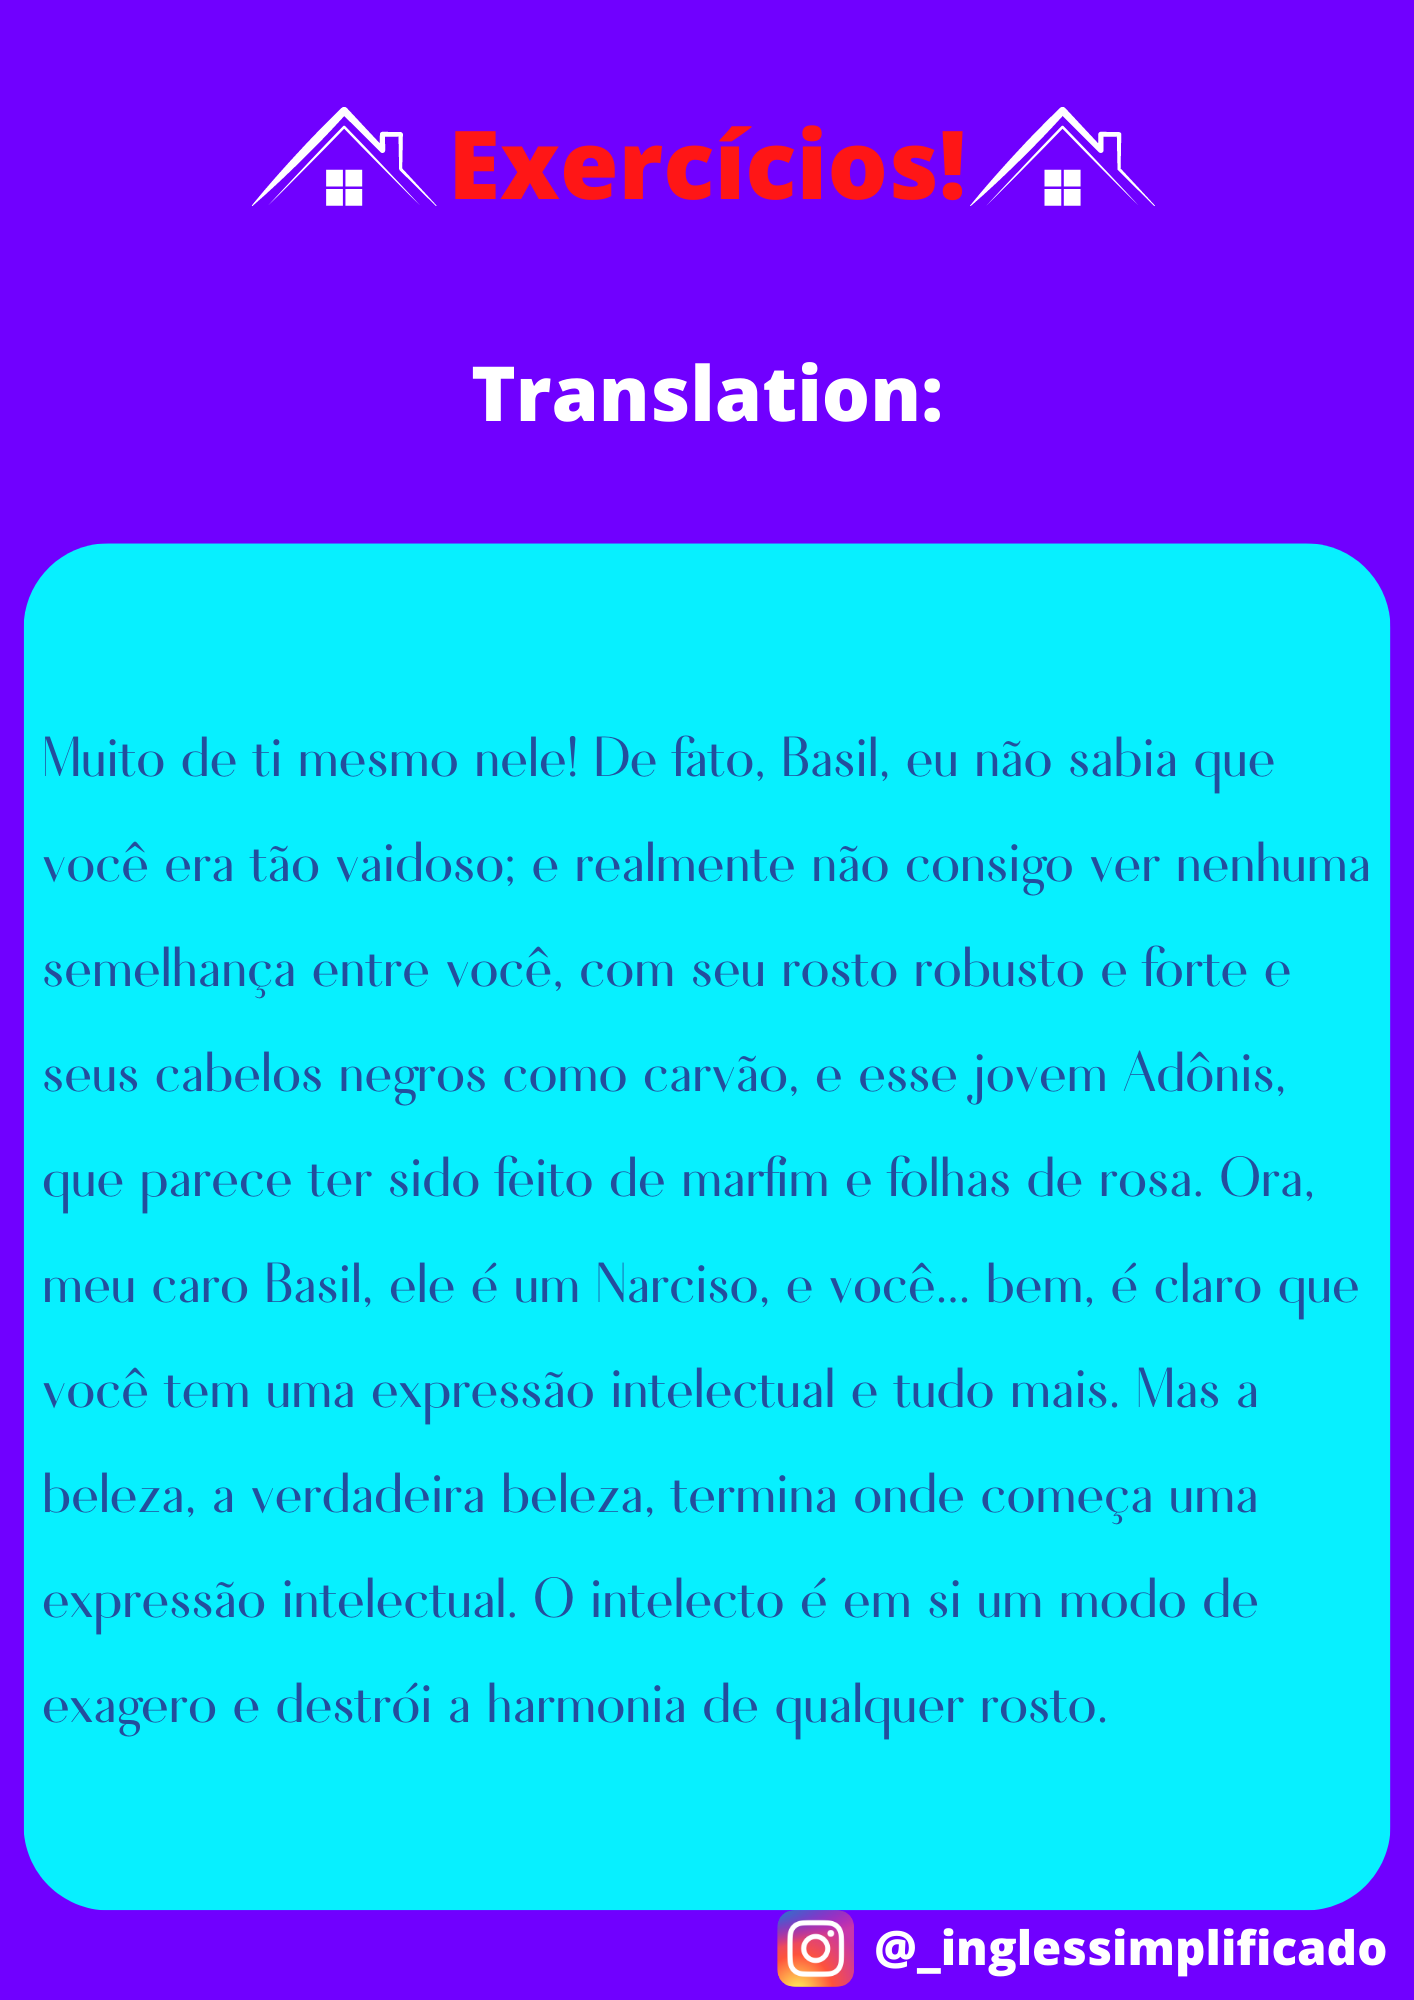 Exercícios!
Translation:
Muito de ti mesmo nele! De fato, Basil, eu não sabia que
você era tão vaidoso; e realmente não consigo ver nenhuma
semelhança entre você, com seu rosto robusto e forte e
seus cabelos negros como carvão, e esse jovem Adônis,
que parece ter sido feito de marfim e folhas de rosa. Ora,
meu caro Basil, ele é um Narciso, e você... bem, é claro que
você tem uma expressão intelectual e tudo mais. Mas a
beleza, a verdadeira beleza, termina onde começa uma
expressão intelectual. O intelecto é em si um modo de
exagero e destrói a harmonia de qualquer rosto.
@_inglessimplificado